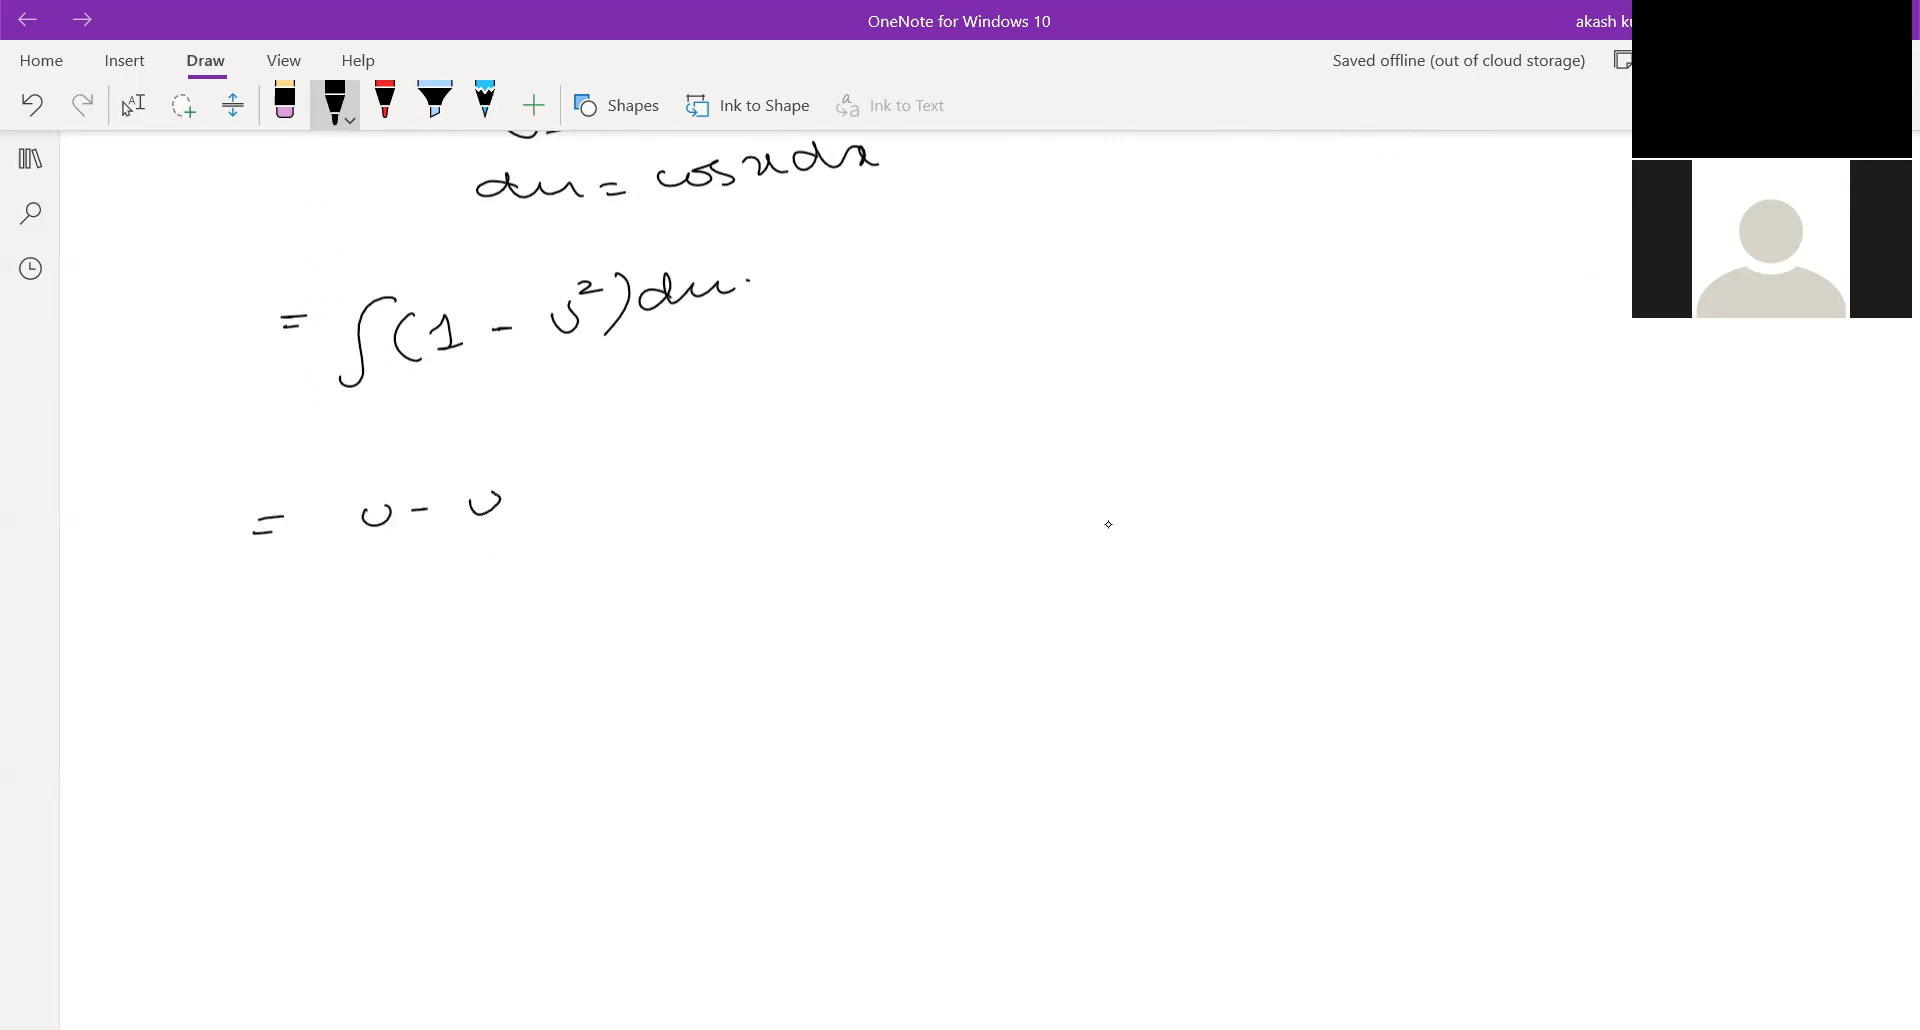 OneNote for Windows 10
akash
Home Insert Draw View Help
Saved offline (out of cloud storage)
Shapes Ink to Shape Ink to Text
du = cosx dx
= ∫(1 - u²)du.
= u - u